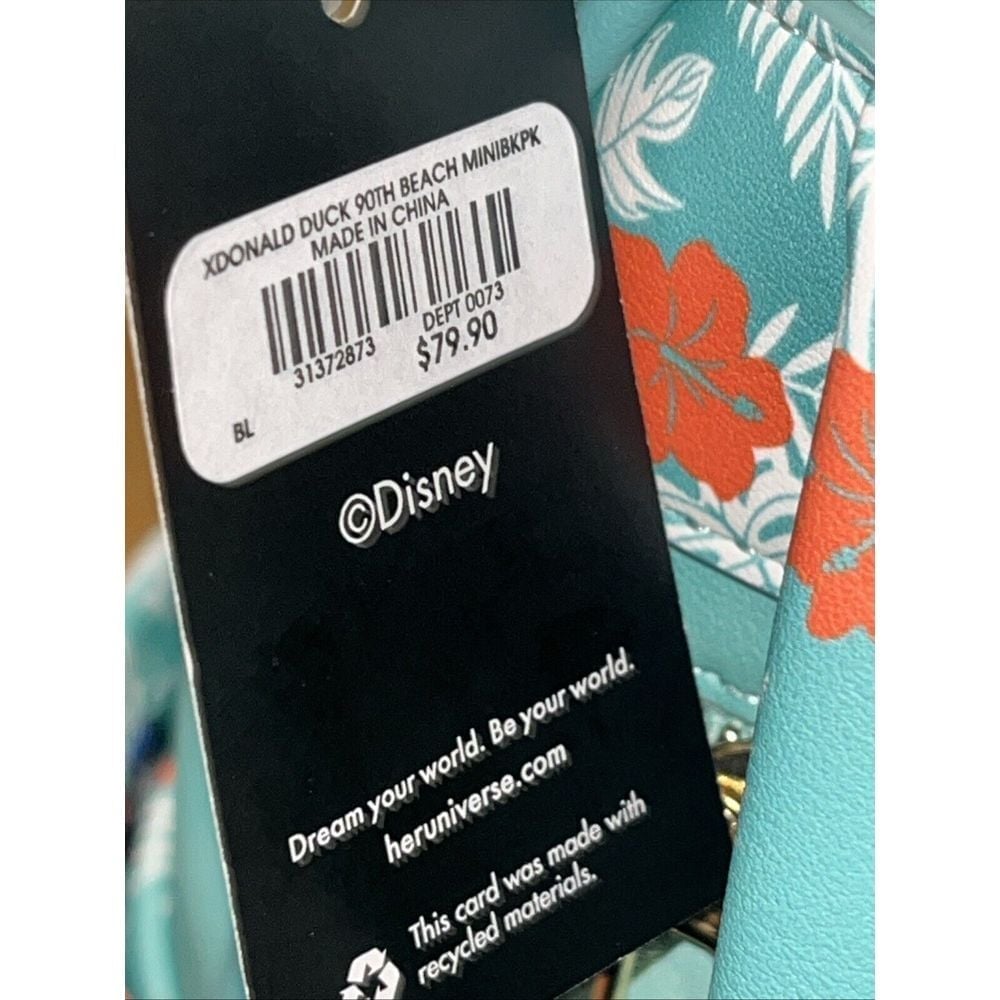 XDONALD DUCK 90TH BEACH MINIBKPK
MADE IN CHINA
31372873
DEPT 0073
$79.90
BL
©Disney
Dream your world. Be your world.
heruniverse.com
This card was made with
recycled materials.